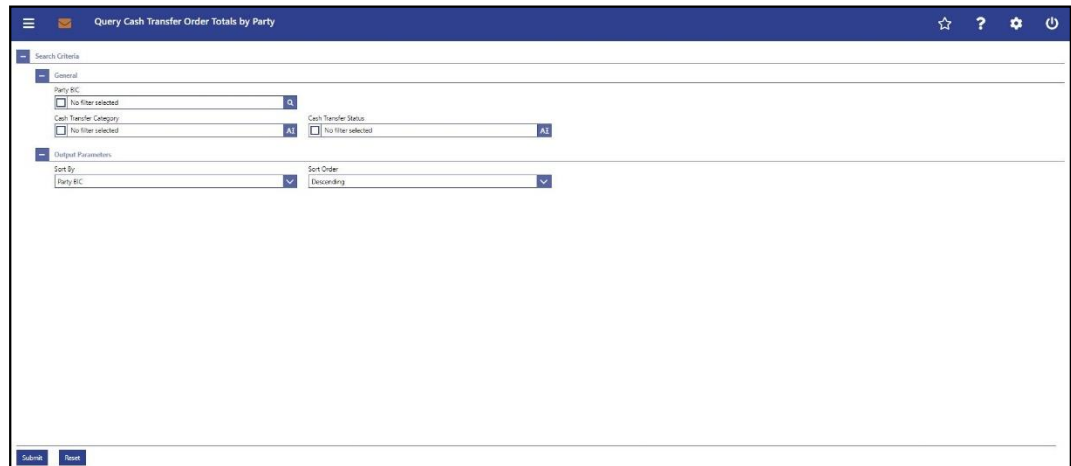 Query Cash Transfer Order Totals by Party
Search Criteria
General
Party BIC
No filter selected
Cash Transfer Category Cash Transfer Status
No filter selected No filter selected
Output Parameters
Sort By Sort Order
Party BIC Descending
Submit Reset